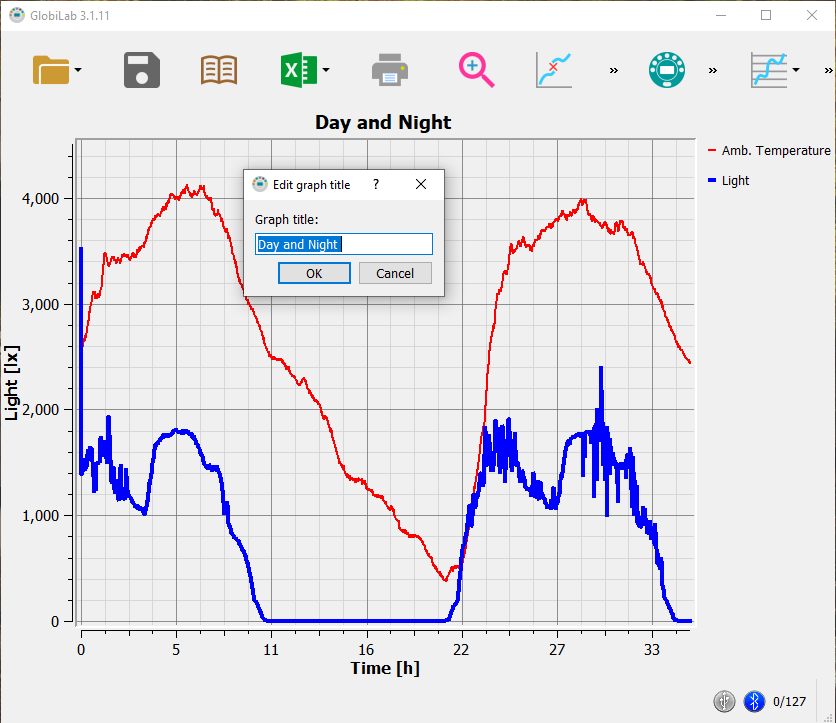 GlobiLab 3.1.11
»
»
»
Day and Night
Amb. Temperature
Light
Edit graph title ?
Graph title:
Day and Night
OK Cancel
4,000
3,000
2,000
1,000
0
Light [lx]
0 5 11 16 22 27 33
Time [h]
0/127